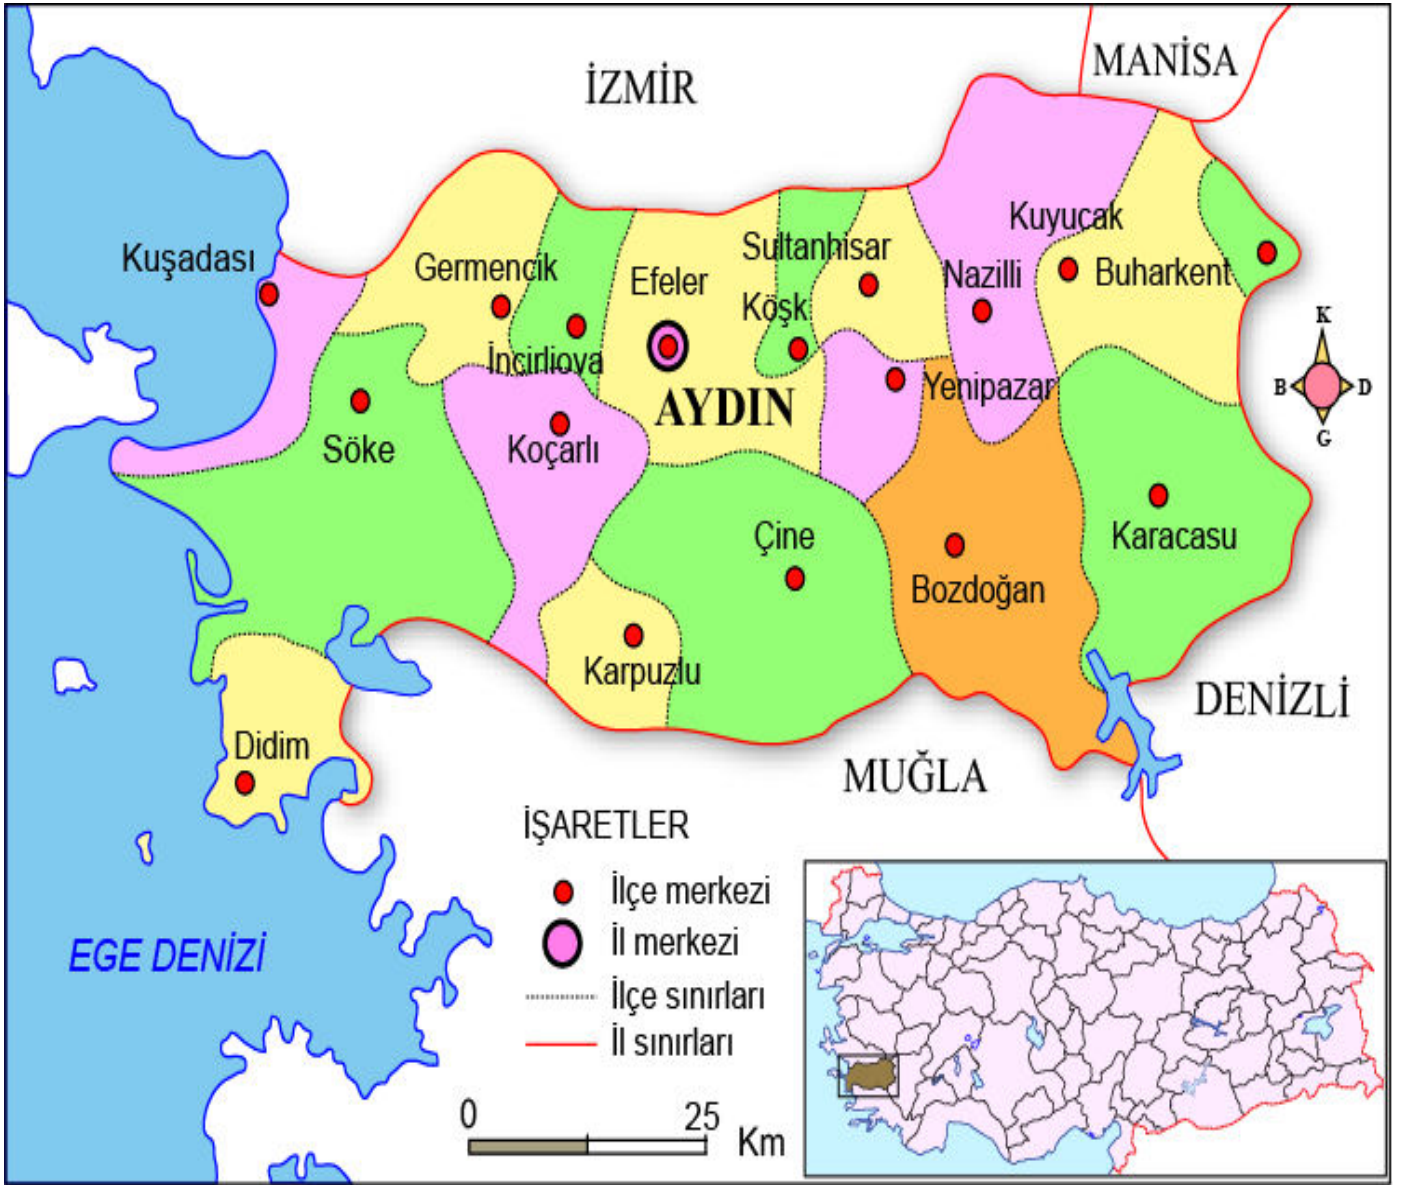 MANİSA
İZMİR
Kuyucak
Kuşadası
Sultanhisar
Germencik
Efeler
Nazilli
Buharkent
Köşk
K
B
D
G
İncirliova
Yenipazar
AYDIN
Söke
Koçarlı
Çine
Karacasu
Bozdoğan
Karpuzlu
DENİZLİ
Didim
MUĞLA
İŞARETLER
İlçe merkezi
İl merkezi
İlçe sınırları
İl sınırları
EGE DENİZİ
0 25 Km